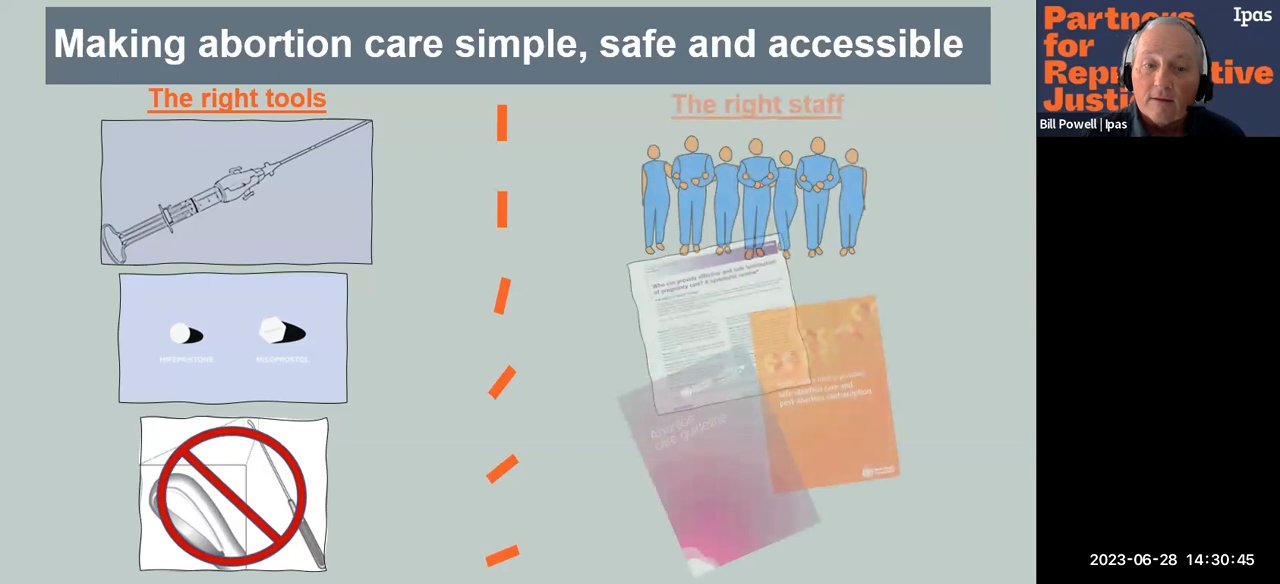 Making abortion care simple, safe and accessible
The right tools
The right staff
MIFEPRISTONE
MISOPROSTOL
Who can provide effective and safe termination
of pregnancy care? A systematic review*
safe abortion care and
post-abortion contraception
Abortion
care guideline
Partners
for
Justi
Ipas
Bill Powell | Ipas
2023-06-28 14:30:45